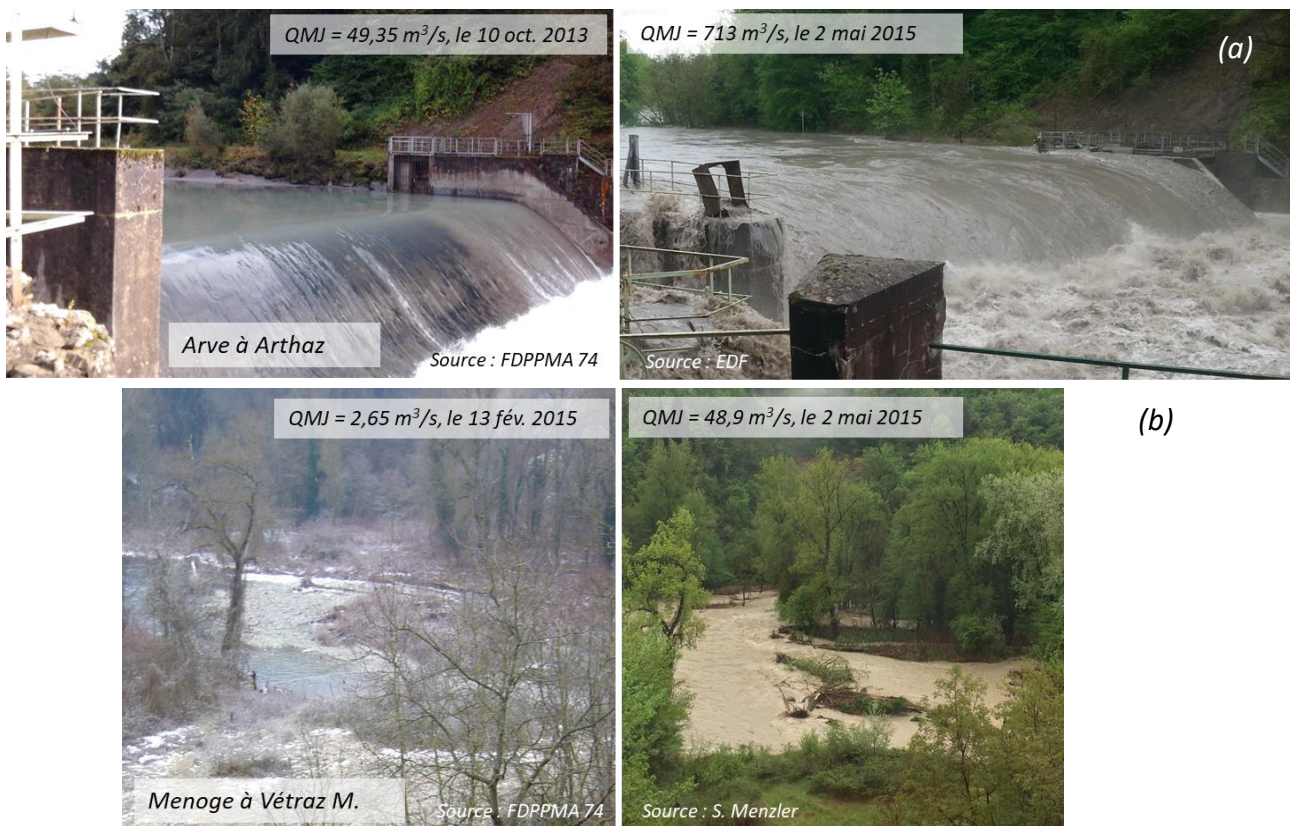 QMJ = 49,35 m³/s, le 10 oct. 2013
QMJ = 713 m³/s, le 2 mai 2015
(a)
Arve à Arthaz
Source : FDPPMA 74
Source : EDF
QMJ = 2,65 m³/s, le 13 fév. 2015
QMJ = 48,9 m³/s, le 2 mai 2015
(b)
Menoge à Vétraz M.
Source : FDPPMA 74
Source : S. Menzler